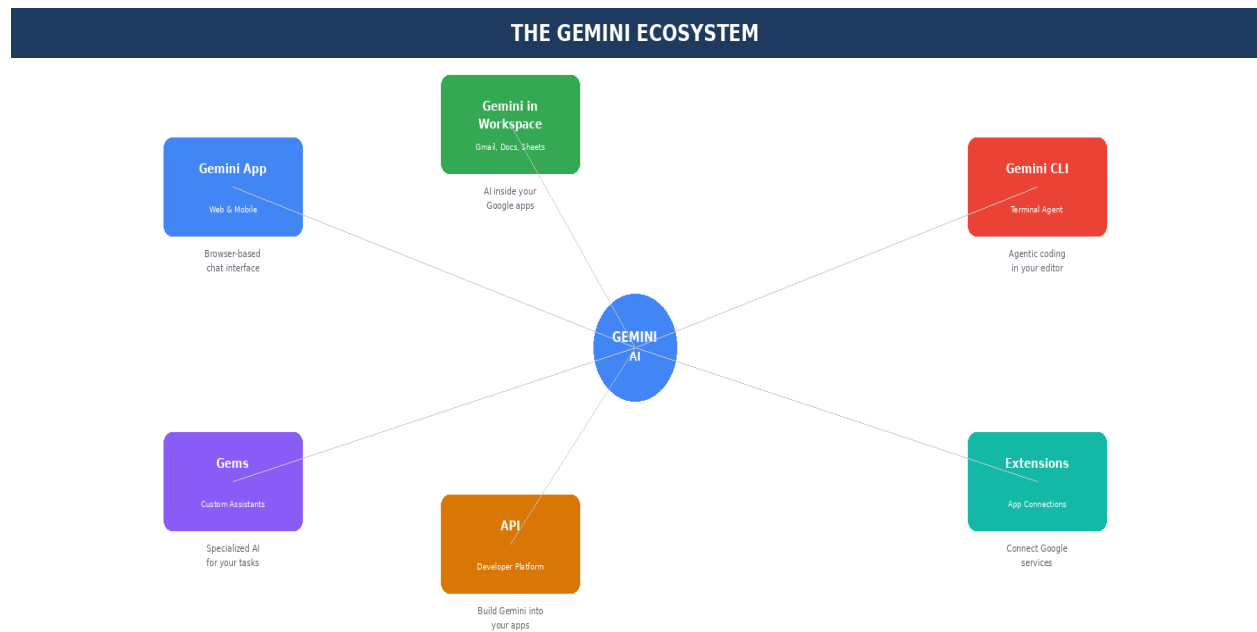 THE GEMINI ECOSYSTEM
Gemini in
Workspace
Gmail, Docs, Sheets
AI inside your
Google apps
Gemini App
Web & Mobile
Browser-based
chat interface
Gemini CLI
Terminal Agent
Agentic coding
in your editor
GEMINI
AI
Gems
Custom Assistants
Specialized AI
for your tasks
API
Developer Platform
Build Gemini into
your apps
Extensions
App Connections
Connect Google
services